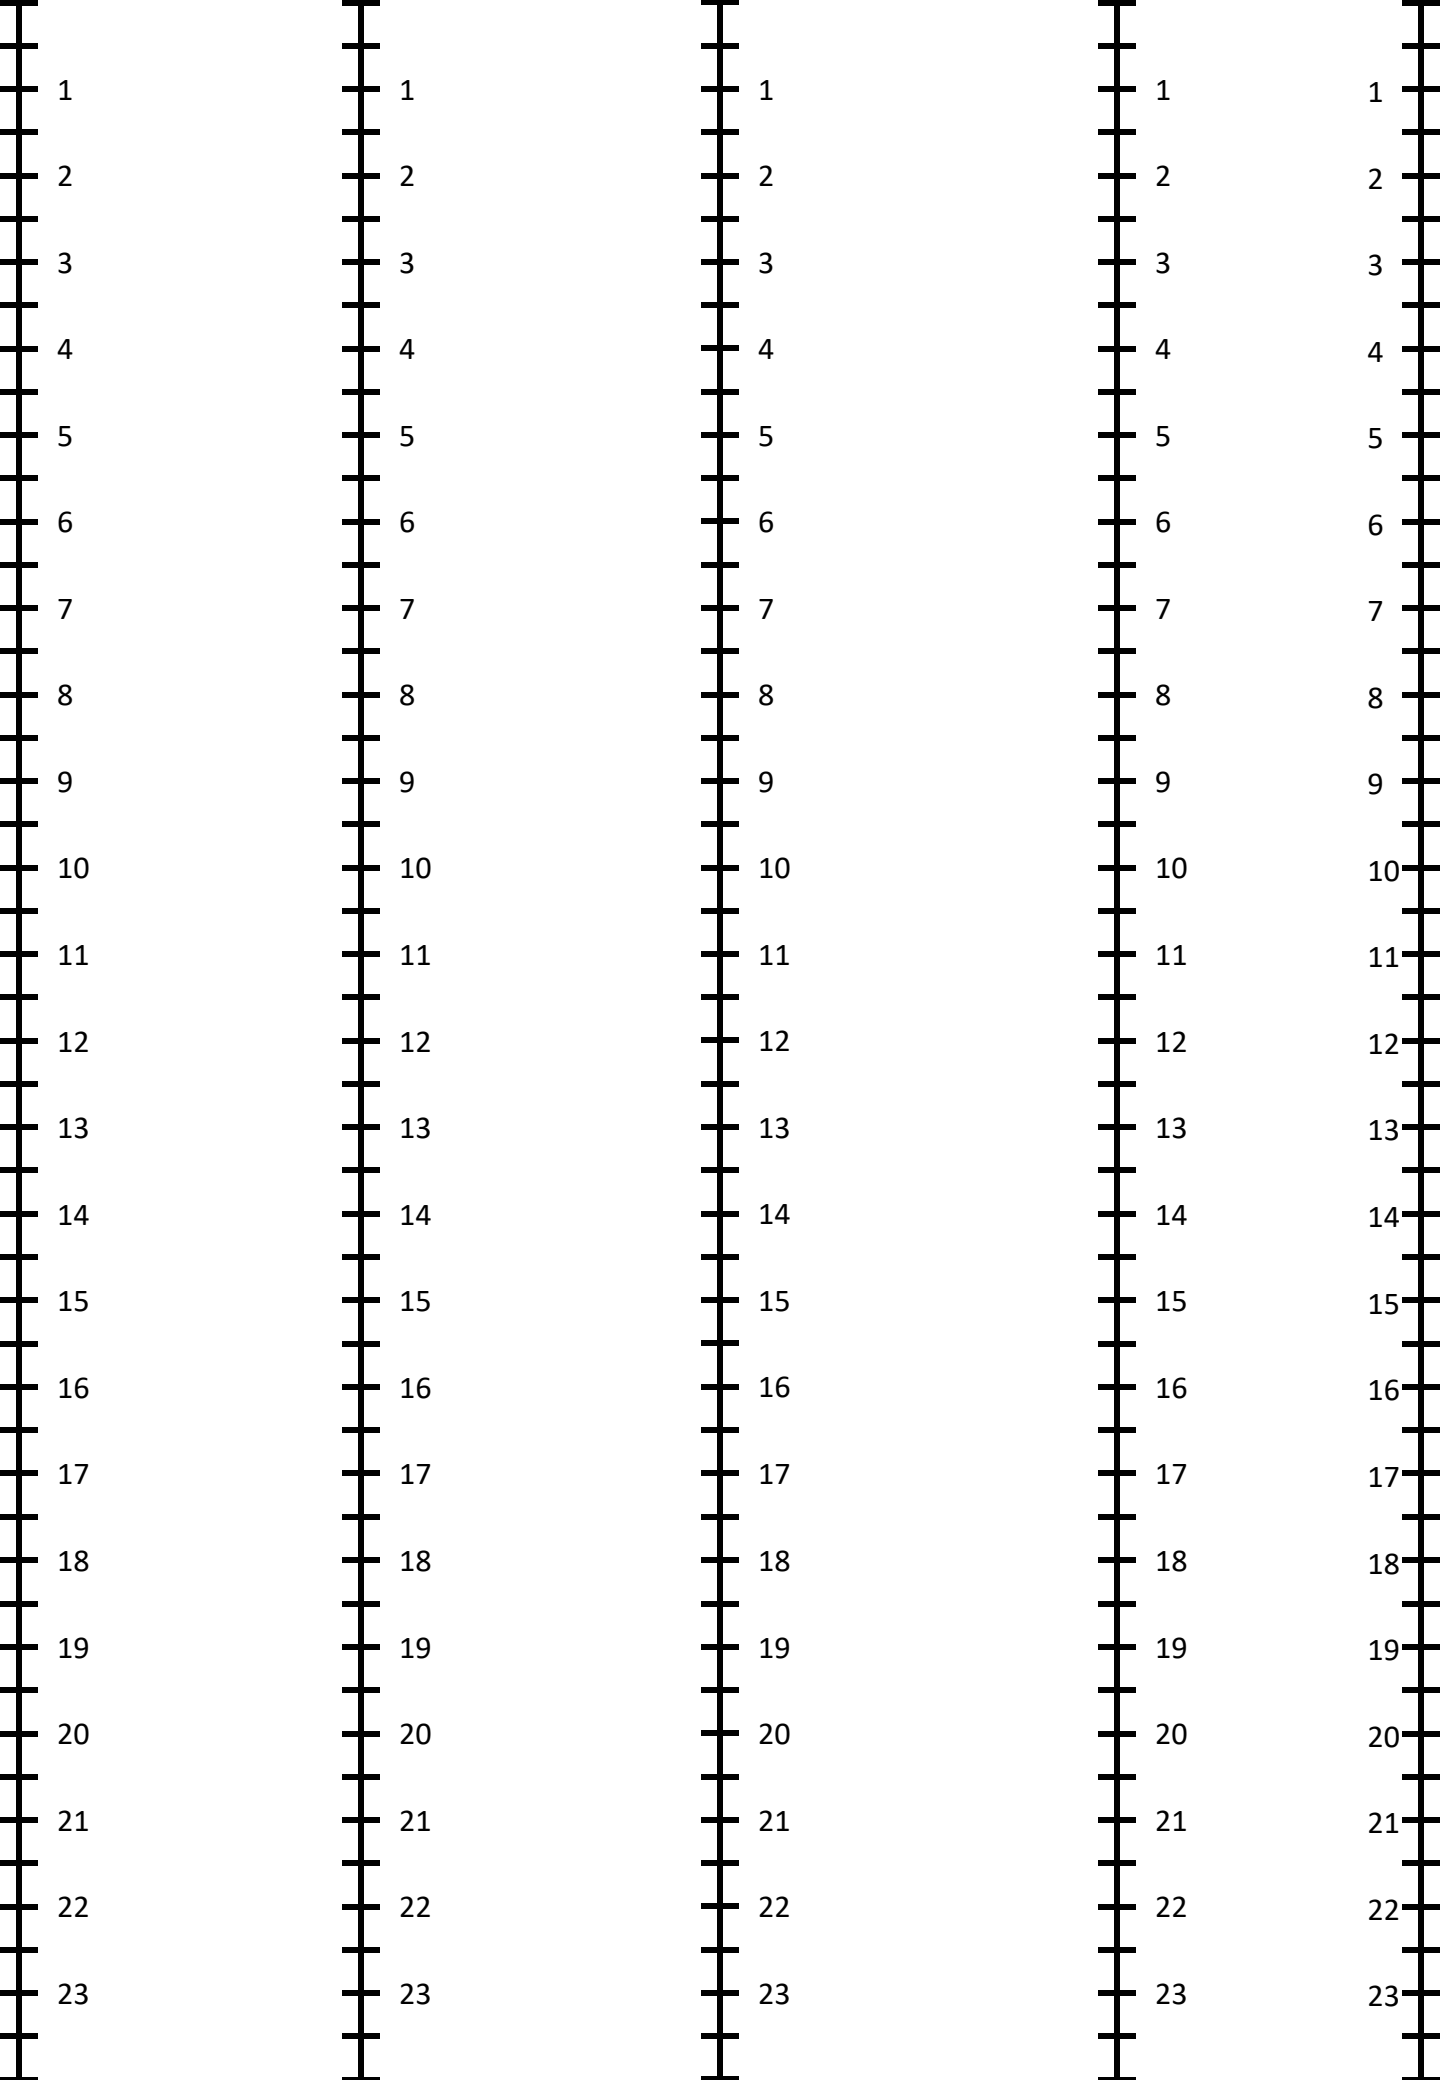 1 1 1 1 1
2 2 2 2 2
3 3 3 3 3
4 4 4 4 4
5 5 5 5 5
6 6 6 6 6
7 7 7 7 7
8 8 8 8 8
9 9 9 9 9
10 10 10 10 10
11 11 11 11 11
12 12 12 12 12
13 13 13 13 13
14 14 14 14 14
15 15 15 15 15
16 16 16 16 16
17 17 17 17 17
18 18 18 18 18
19 19 19 19 19
20 20 20 20 20
21 21 21 21 21
22 22 22 22 22
23 23 23 23 23